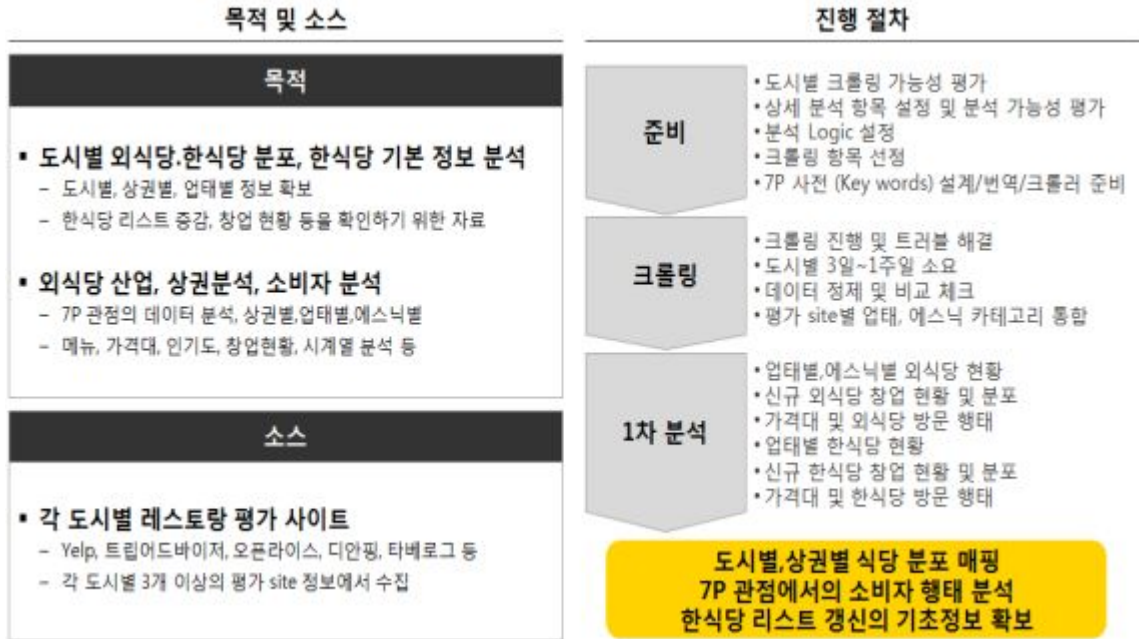 목적 및 소스
목적
▪ 도시별 외식당.한식당 분포, 한식당 기본 정보 분석
– 도시별, 상권별, 업태별 정보 확보
– 한식당 리스트 증감, 창업 현황 등을 확인하기 위한 자료
▪ 외식당 산업, 상권분석, 소비자 분석
– 7P 관점의 데이터 분석, 상권별,업태별,에스닉별
– 메뉴, 가격대, 인기도, 창업현황, 시계열 분석 등
소스
▪ 각 도시별 레스토랑 평가 사이트
– Yelp, 트립어드바이저, 오픈라이스, 디안핑, 타베로그 등
– 각 도시별 3개 이상의 평가 site 정보에서 수집
진행 절차
준비
• 도시별 크롤링 가능성 평가
• 상세 분석 항목 설정 및 분석 가능성 평가
• 분석 Logic 설정
• 크롤링 항목 선정
• 7P 사전 (Key words) 설계/번역/크롤러 준비
크롤링
• 크롤링 진행 및 트러블 해결
• 도시별 3일~1주일 소요
• 데이터 정제 및 비교 체크
• 평가 site별 업태, 에스닉 카테고리 통합
1차 분석
• 업태별,에스닉별 외식당 현황
• 신규 외식당 창업 현황 및 분포
• 가격대 및 외식당 방문 행태
• 업태별 한식당 현황
• 신규 한식당 창업 현황 및 분포
• 가격대 및 한식당 방문 행태
도시별,상권별 식당 분포 매핑
7P 관점에서의 소비자 행태 분석
한식당 리스트 갱신의 기초정보 확보